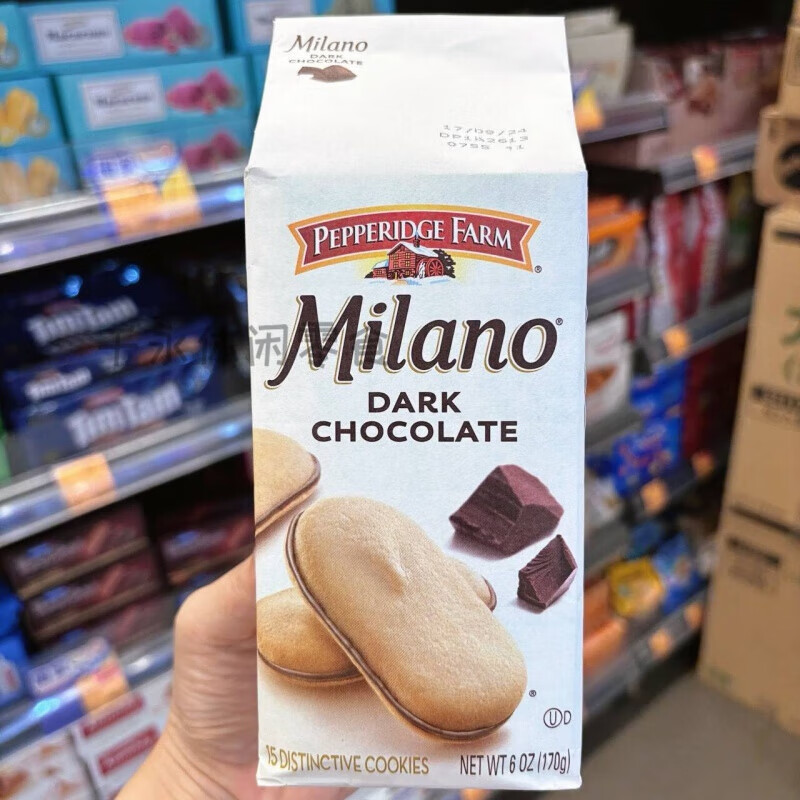 Milano
DARK
CHOCOLATE
17/09/24
0755
PEPPERIDGE FARM®
Milano®
DARK
CHOCOLATE
TimTam
TimTam
TimTam
®
Ⓤ D
15 DISTINCTIVE COOKIES
NET WT 6 OZ (170g)